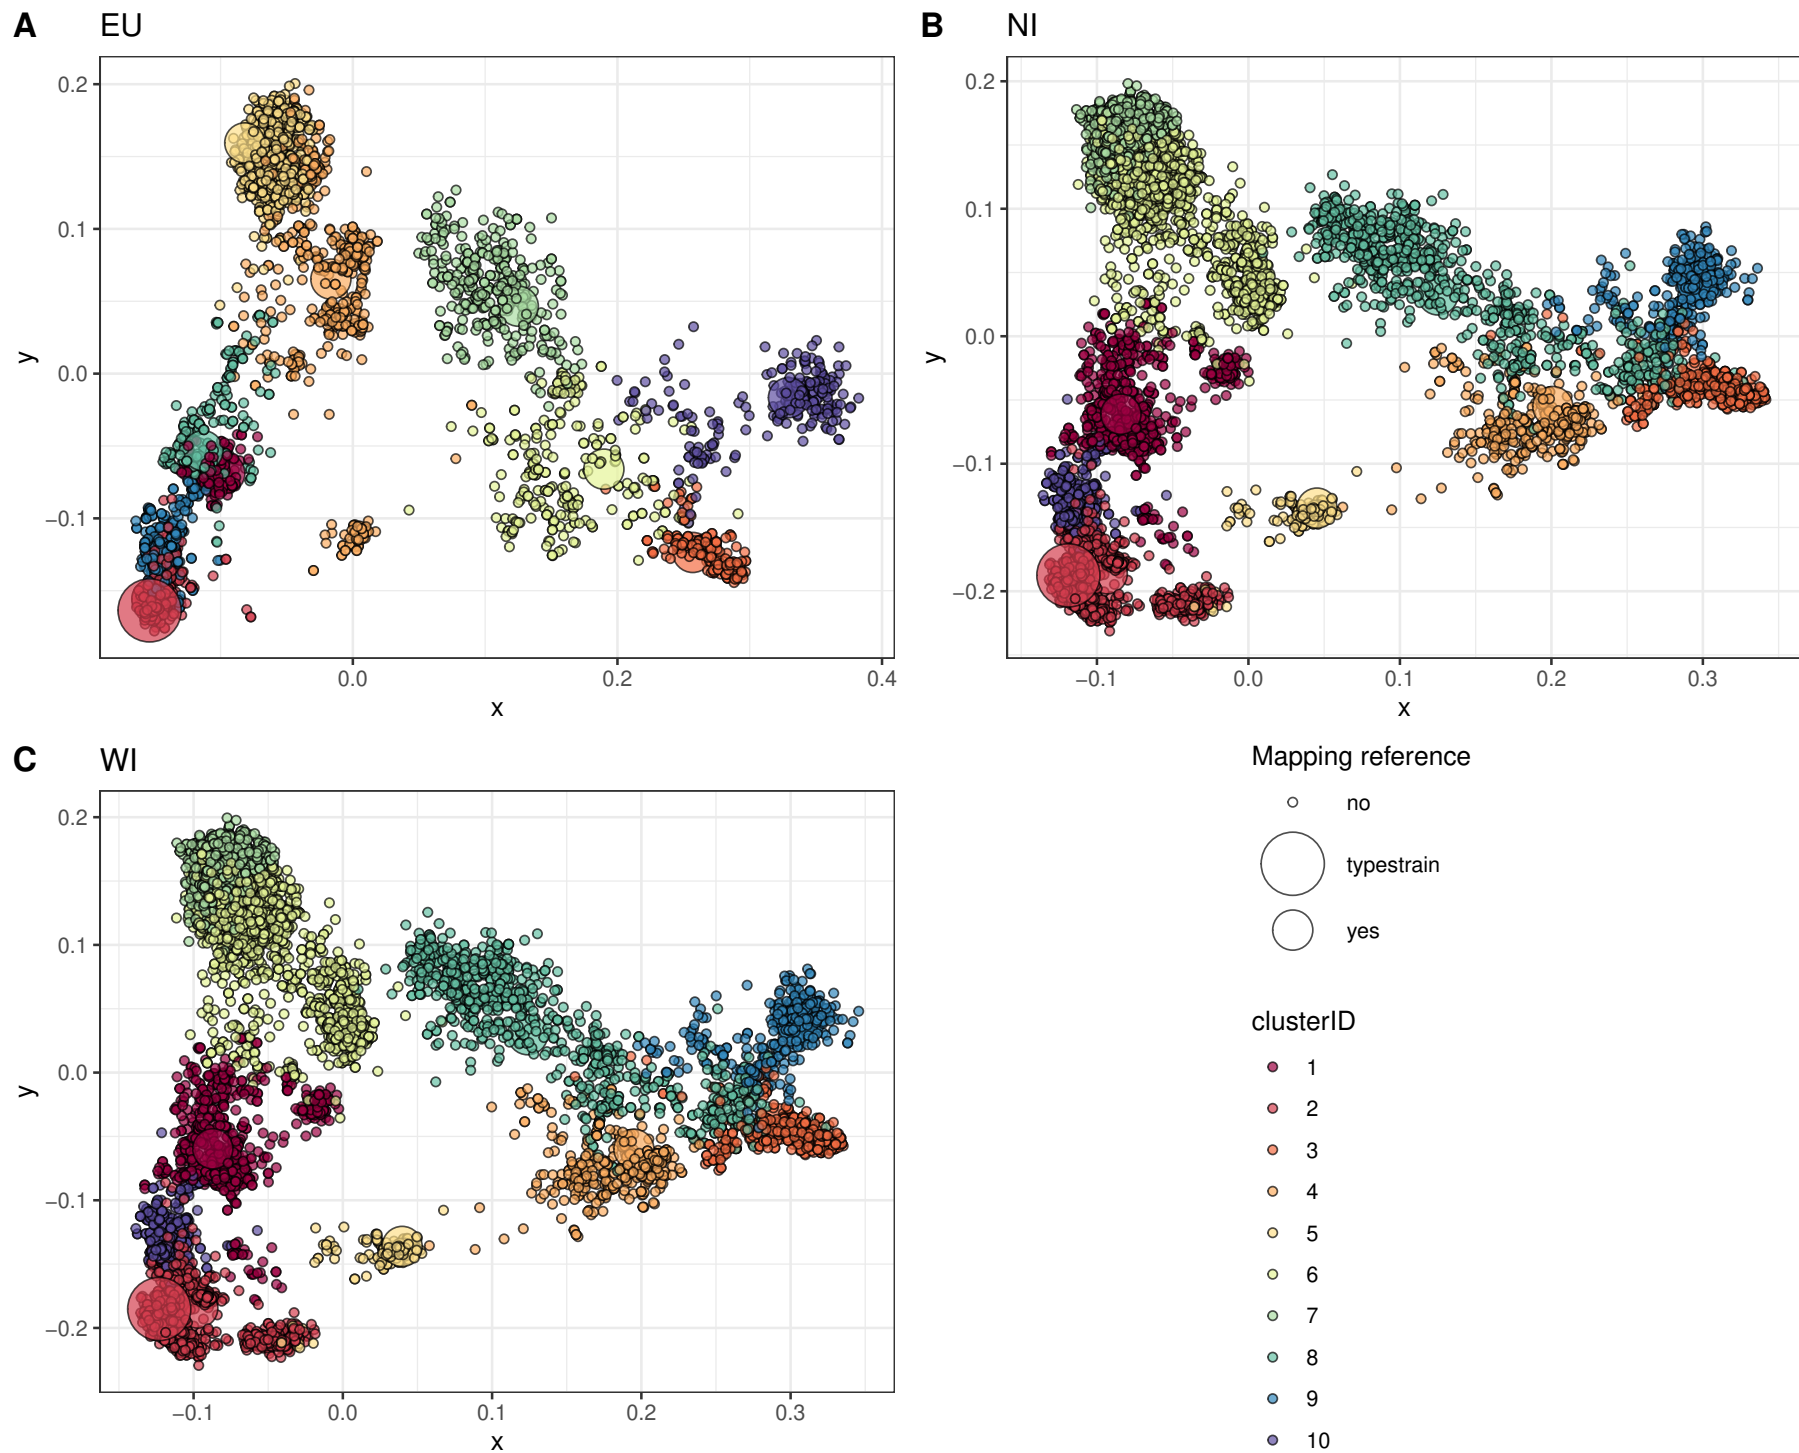 A EU
0.2
0.1
0.0
−0.1
y
0.0 0.2 0.4
x
B NI
0.2
0.1
0.0
−0.1
−0.2
y
−0.1 0.0 0.1 0.2 0.3
x
C WI
0.2
0.1
0.0
−0.1
−0.2
y
−0.1 0.0 0.1 0.2 0.3
x
Mapping reference
no
typestrain
yes
clusterID
1
2
3
4
5
6
7
8
9
10